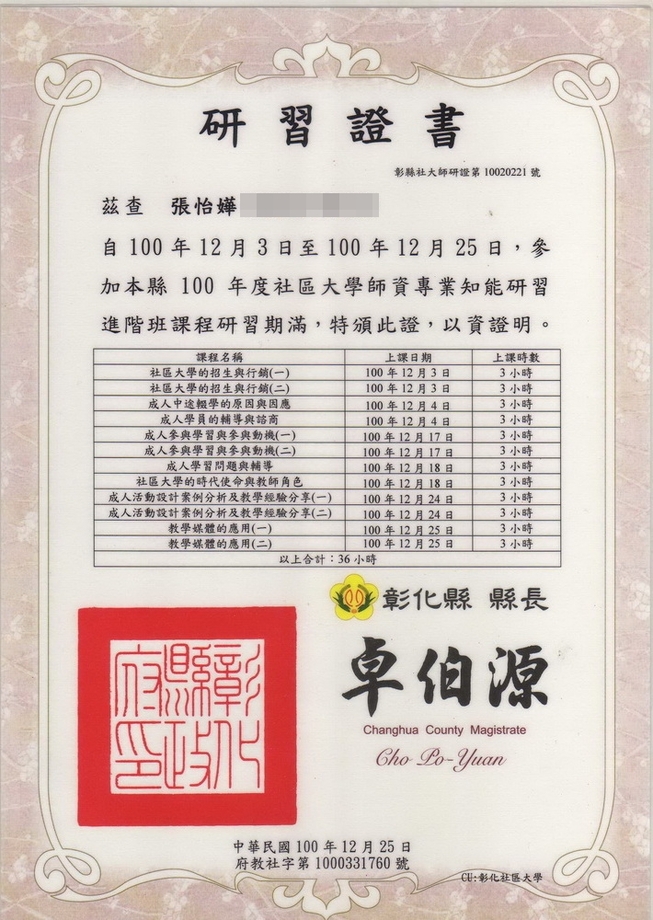 研習證書
彰縣社大師研證第 10020221 號
茲查 張怡嬅
自 100 年 12 月 3 日至 100 年 12 月 25 日，參
加本縣 100 年度社區大學師資專業知能研習
進階班課程研習期滿，特頒此證，以資證明。
課程名稱 上課日期 上課時數
社區大學的招生與行銷(一) 100 年 12 月 3 日 3 小時
社區大學的招生與行銷(二) 100 年 12 月 3 日 3 小時
成人中途輟學的原因與因應 100 年 12 月 4 日 3 小時
成人學員的輔導與諮商 100 年 12 月 4 日 3 小時
成人參與學習與參與動機(一) 100 年 12 月 17 日 3 小時
成人參與學習與參與動機(二) 100 年 12 月 17 日 3 小時
成人學習問題與輔導 100 年 12 月 18 日 3 小時
社區大學的時代使命與教師角色 100 年 12 月 18 日 3 小時
成人活動設計案例分析及教學經驗分享(一) 100 年 12 月 24 日 3 小時
成人活動設計案例分析及教學經驗分享(二) 100 年 12 月 24 日 3 小時
教學媒體的應用(一) 100 年 12 月 25 日 3 小時
教學媒體的應用(二) 100 年 12 月 25 日 3 小時
以上合計：36 小時
彰化縣 縣長
卓伯源
Changhua County Magistrate
Cho Po-Yuan
彰化縣政府印
中華民國 100 年 12 月 25 日
府教社字第 1000331760 號
CU:彰化社區大學